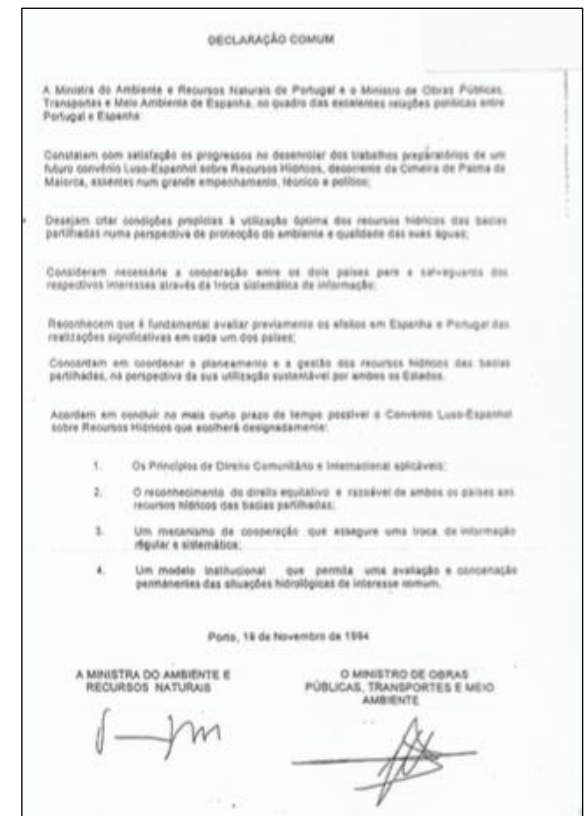 DECLARAÇÃO COMUM
A Ministra do Ambiente e Recursos Naturais de Portugal e o Ministro de Obras Públicas,
Transportes e Meio Ambiente de Espanha, no quadro das excelentes relações políticas entre
Portugal e Espanha:
Constatam com satisfação os progressos no desenrolar dos trabalhos preparatórios de um
futuro convénio Luso-Espanhol sobre Recursos Hídricos, decorrente da Cimeira de Palma de
Maiorca, assentes num grande empenhamento, técnico e político;
Desejam criar condições propícias à utilização óptima dos recursos hídricos das bacias
partilhadas numa perspectiva de protecção do ambiente e qualidade das suas águas;
Consideram necessária a cooperação entre os dois países para a salvaguarda dos
respectivos interesses através da troca sistemática de informação;
Reconhecem que é fundamental avaliar previamente os efeitos em Espanha e Portugal das
realizações significativas em cada um dos países;
Concordam em coordenar o planeamento e a gestão dos recursos hídricos das bacias
partilhadas, na perspectiva da sua utilização sustentável por ambos os Estados.
Acordam em concluir no mais curto prazo de tempo possível o Convénio Luso-Espanhol
sobre Recursos Hídricos que acolherá designadamente:
1. Os Princípios de Direito Comunitário e Internacional aplicáveis;
2. O reconhecimento do direito equitativo e razoável de ambos os países aos
recursos hídricos das bacias partilhadas;
3. Um mecanismo de cooperação que assegure uma troca de informação
regular e sistemática;
4. Um modelo institucional que permita uma avaliação e concertação
permanentes das situações hidrológicas de interesse comum.
Porto, 19 de Novembro de 1994
A MINISTRA DO AMBIENTE E
RECURSOS NATURAIS
O MINISTRO DE OBRAS
PÚBLICAS, TRANSPORTES E MEIO
AMBIENTE